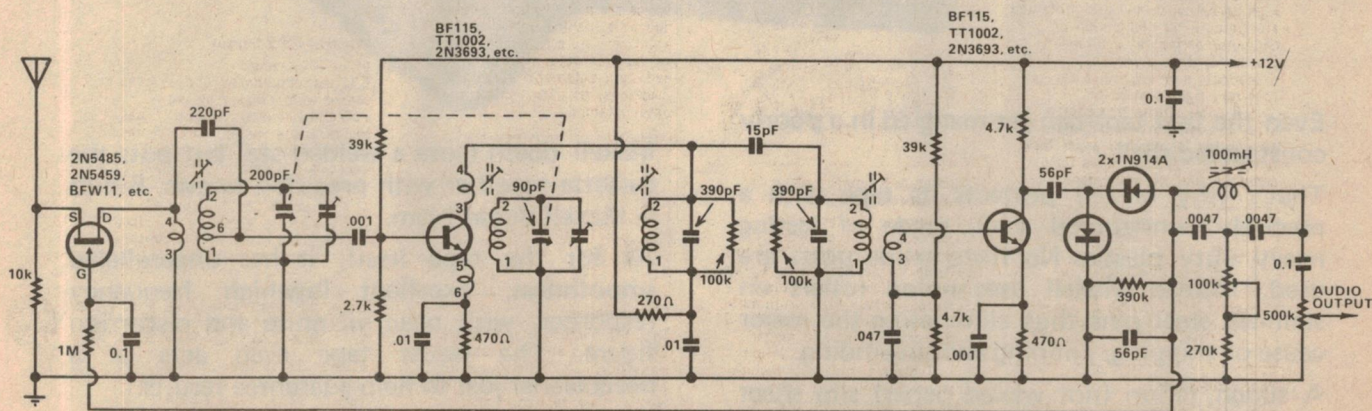 BF115,
TT1002,
2N3693, etc.
BF115,
TT1002,
2N3693, etc.
+12V
220pF
0.1
2N5485,
2N5459,
BFW11, etc.
200pF
39k
4
3
90pF
2
1
15pF
390pF
390pF
39k
4.7k
56pF
2x1N914A
100mH
S
D
G
4
3
2
6
1
.001
5
6
2
1
100k
100k
2
1
4
3
.0047
.0047
10k
1M
0.1
2.7k
.01
470Ω
270Ω
.01
.047
4.7k
.001
470Ω
390k
56pF
100k
270k
0.1
500k
AUDIO
OUTPUT